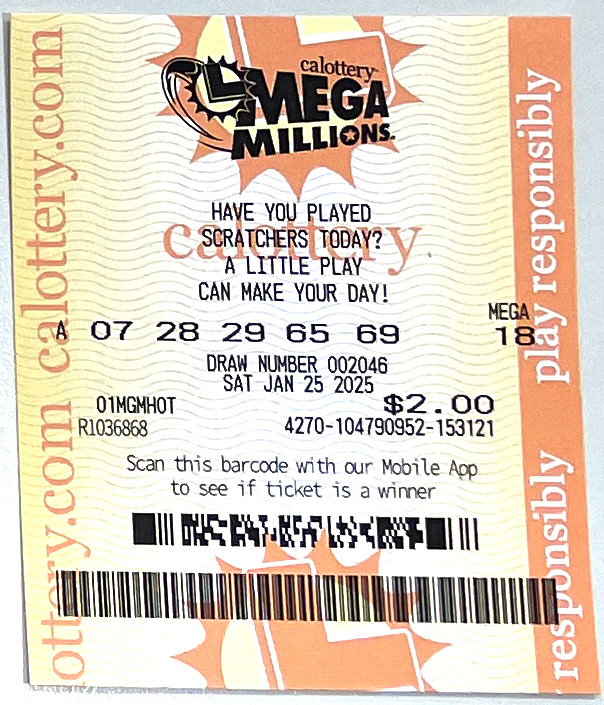 calottery
MEGA
MILLIONS.
HAVE YOU PLAYED
SCRATCHERS TODAY?
A LITTLE PLAY
CAN MAKE YOUR DAY!
calottery
MEGA
A 07 28 29 65 69 18
DRAW NUMBER 002046
SAT JAN 25 2025
01MGMHOT $2.00
R1036868 4270-104790952-153121
Scan this barcode with our Mobile App
to see if ticket is a winner
calottery.com
ottery.com
play responsibly
responsibly